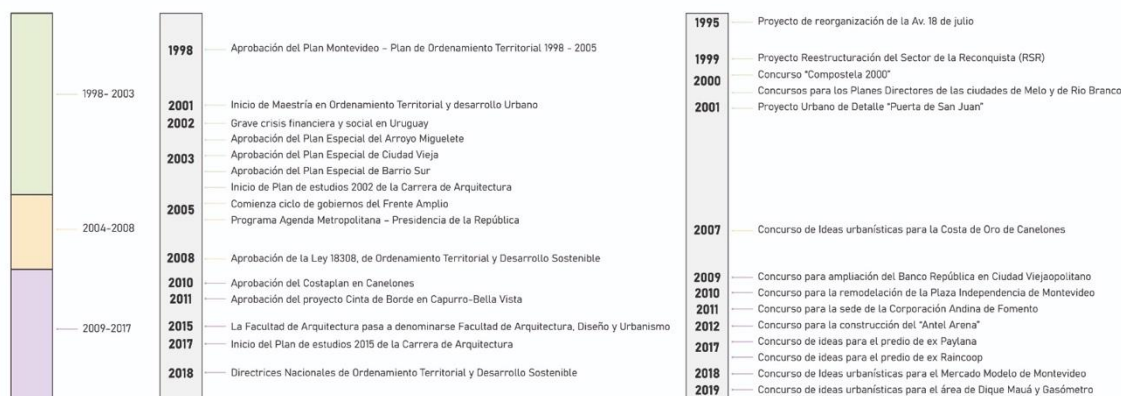 1998- 2003
2004-2008
2009-2017
1998 Aprobación del Plan Montevideo – Plan de Ordenamiento Territorial 1998 - 2005
2001 Inicio de Maestría en Ordenamiento Territorial y desarrollo Urbano
2002 Grave crisis financiera y social en Uruguay
Aprobación del Plan Especial del Arroyo Miguelete
2003 Aprobación del Plan Especial de Ciudad Vieja
Aprobación del Plan Especial de Barrio Sur
Inicio de Plan de estudios 2002 de la Carrera de Arquitectura
2005 Comienza ciclo de gobiernos del Frente Amplio
Programa Agenda Metropolitana – Presidencia de la República
2008 Aprobación de la Ley 18308, de Ordenamiento Territorial y Desarrollo Sostenible
2010 Aprobación del Costaplan en Canelones
2011 Aprobación del proyecto Cinta de Borde en Capurro-Bella Vista
2015 La Facultad de Arquitectura pasa a denominarse Facultad de Arquitectura, Diseño y Urbanismo
2017 Inicio del Plan de estudios 2015 de la Carrera de Arquitectura
2018 Directrices Nacionales de Ordenamiento Territorial y Desarrollo Sostenible
1995 Proyecto de reorganización de la Av. 18 de julio
1999 Proyecto Reestructuración del Sector de la Reconquista (RSR)
2000 Concurso "Compostela 2000"
Concursos para los Planes Directores de las ciudades de Melo y de Rio Branco
2001 Proyecto Urbano de Detalle "Puerta de San Juan"
2007 Concurso de Ideas urbanísticas para la Costa de Oro de Canelones
2009 Concurso para ampliación del Banco República en Ciudad Viejaopolitano
2010 Concurso para la remodelación de la Plaza Independencia de Montevideo
2011 Concurso para la sede de la Corporación Andina de Fomento
2012 Concurso para la construcción del "Antel Arena"
2017 Concurso de ideas para el predio de ex Paylana
Concurso de ideas para el predio de ex Raincoop
2018 Concurso de Ideas urbanísticas para el Mercado Modelo de Montevideo
2019 Concurso de ideas urbanísticas para el área de Dique Mauá y Gasómetro